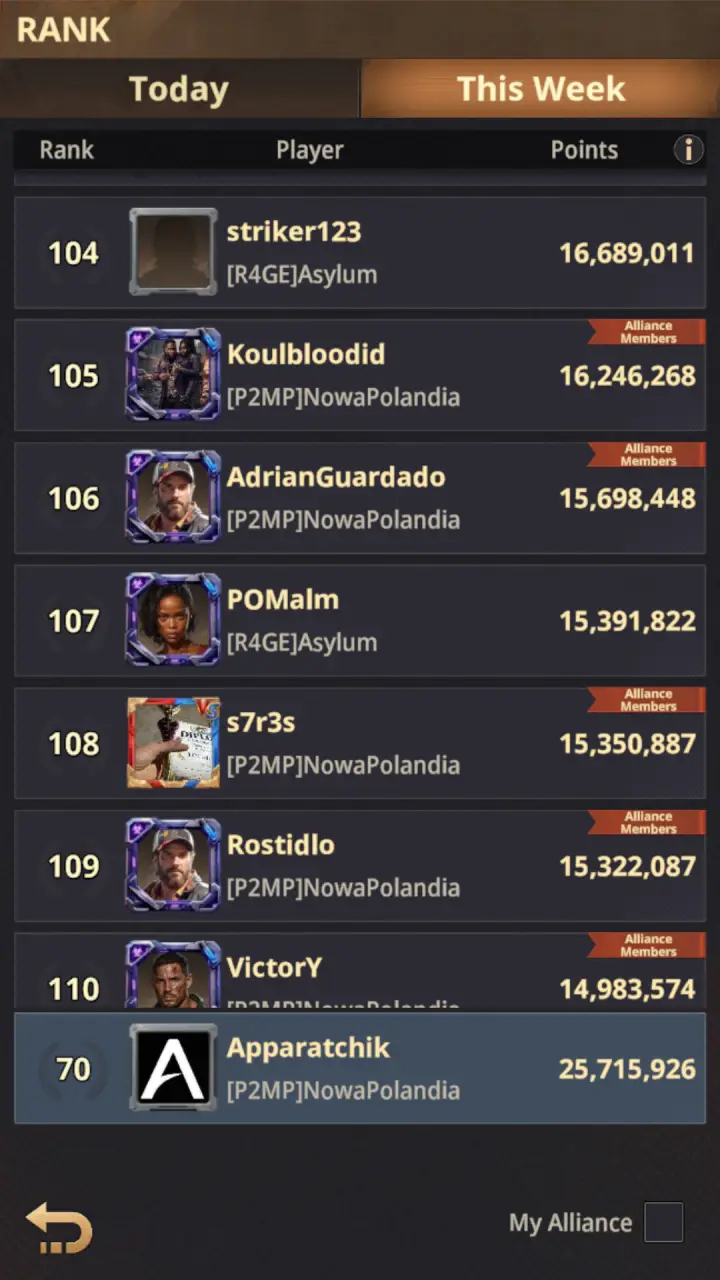 RANK
Today
This Week
Rank
Player
Points
104
striker123
[R4GE]Asylum
16,689,011
Alliance
Members
105
Koulbloodid
[P2MP]NowaPolandia
16,246,268
Alliance
Members
106
AdrianGuardado
[P2MP]NowaPolandia
15,698,448
107
POMalm
[R4GE]Asylum
15,391,822
Alliance
Members
108
s7r3s
[P2MP]NowaPolandia
15,350,887
Alliance
Members
109
Rostidlo
[P2MP]NowaPolandia
15,322,087
Alliance
Members
110
VictorY
[P2MP]NowaPolandia
14,983,574
70
Apparatchik
[P2MP]NowaPolandia
25,715,926
My Alliance